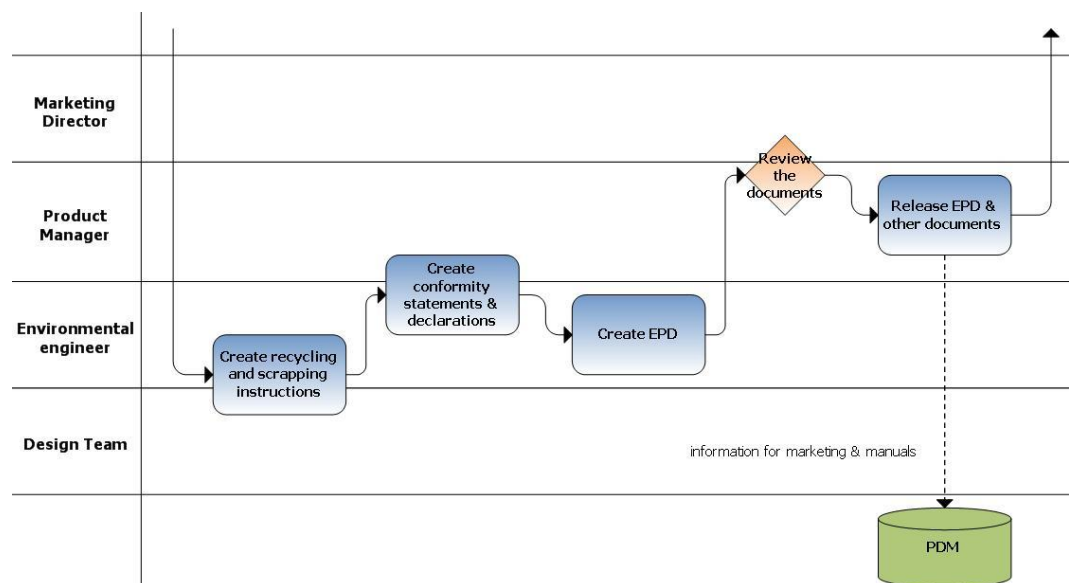 Marketing
Director
Review
the
documents
Product
Manager
Release EPD &
other documents
Create
conformity
statements &
declarations
Environmental
engineer
Create EPD
Create recycling
and scrapping
instructions
Design Team
information for marketing & manuals
PDM